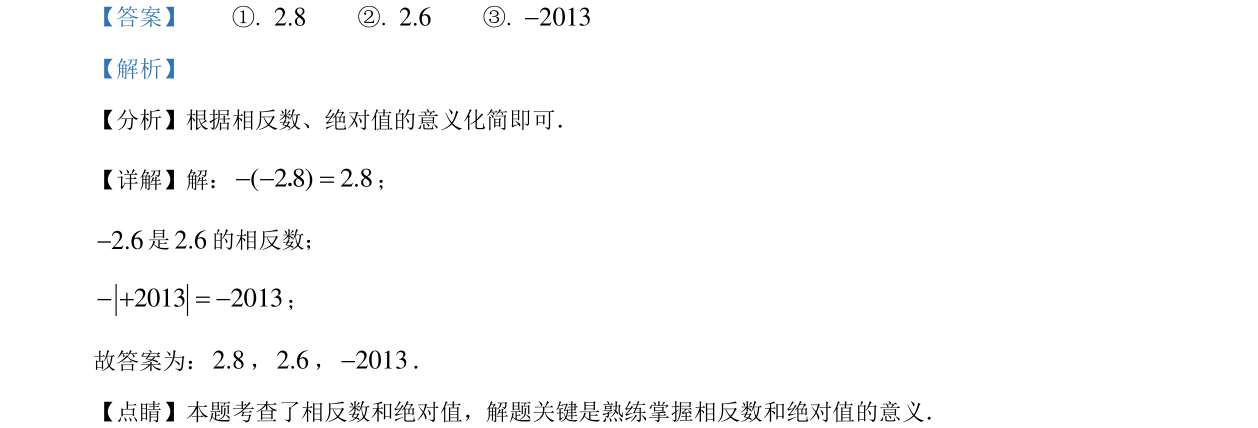 【答案】 ①. 2.8 ②. 2.6 ③. −2013
【解析】
【分析】根据相反数、绝对值的意义化简即可．
【详解】解：−(−2.8) = 2.8；
−2.6是2.6的相反数；
−|+2013| = −2013；
故答案为：2.8，2.6，−2013．
【点睛】本题考查了相反数和绝对值，解题关键是熟练掌握相反数和绝对值的意义．